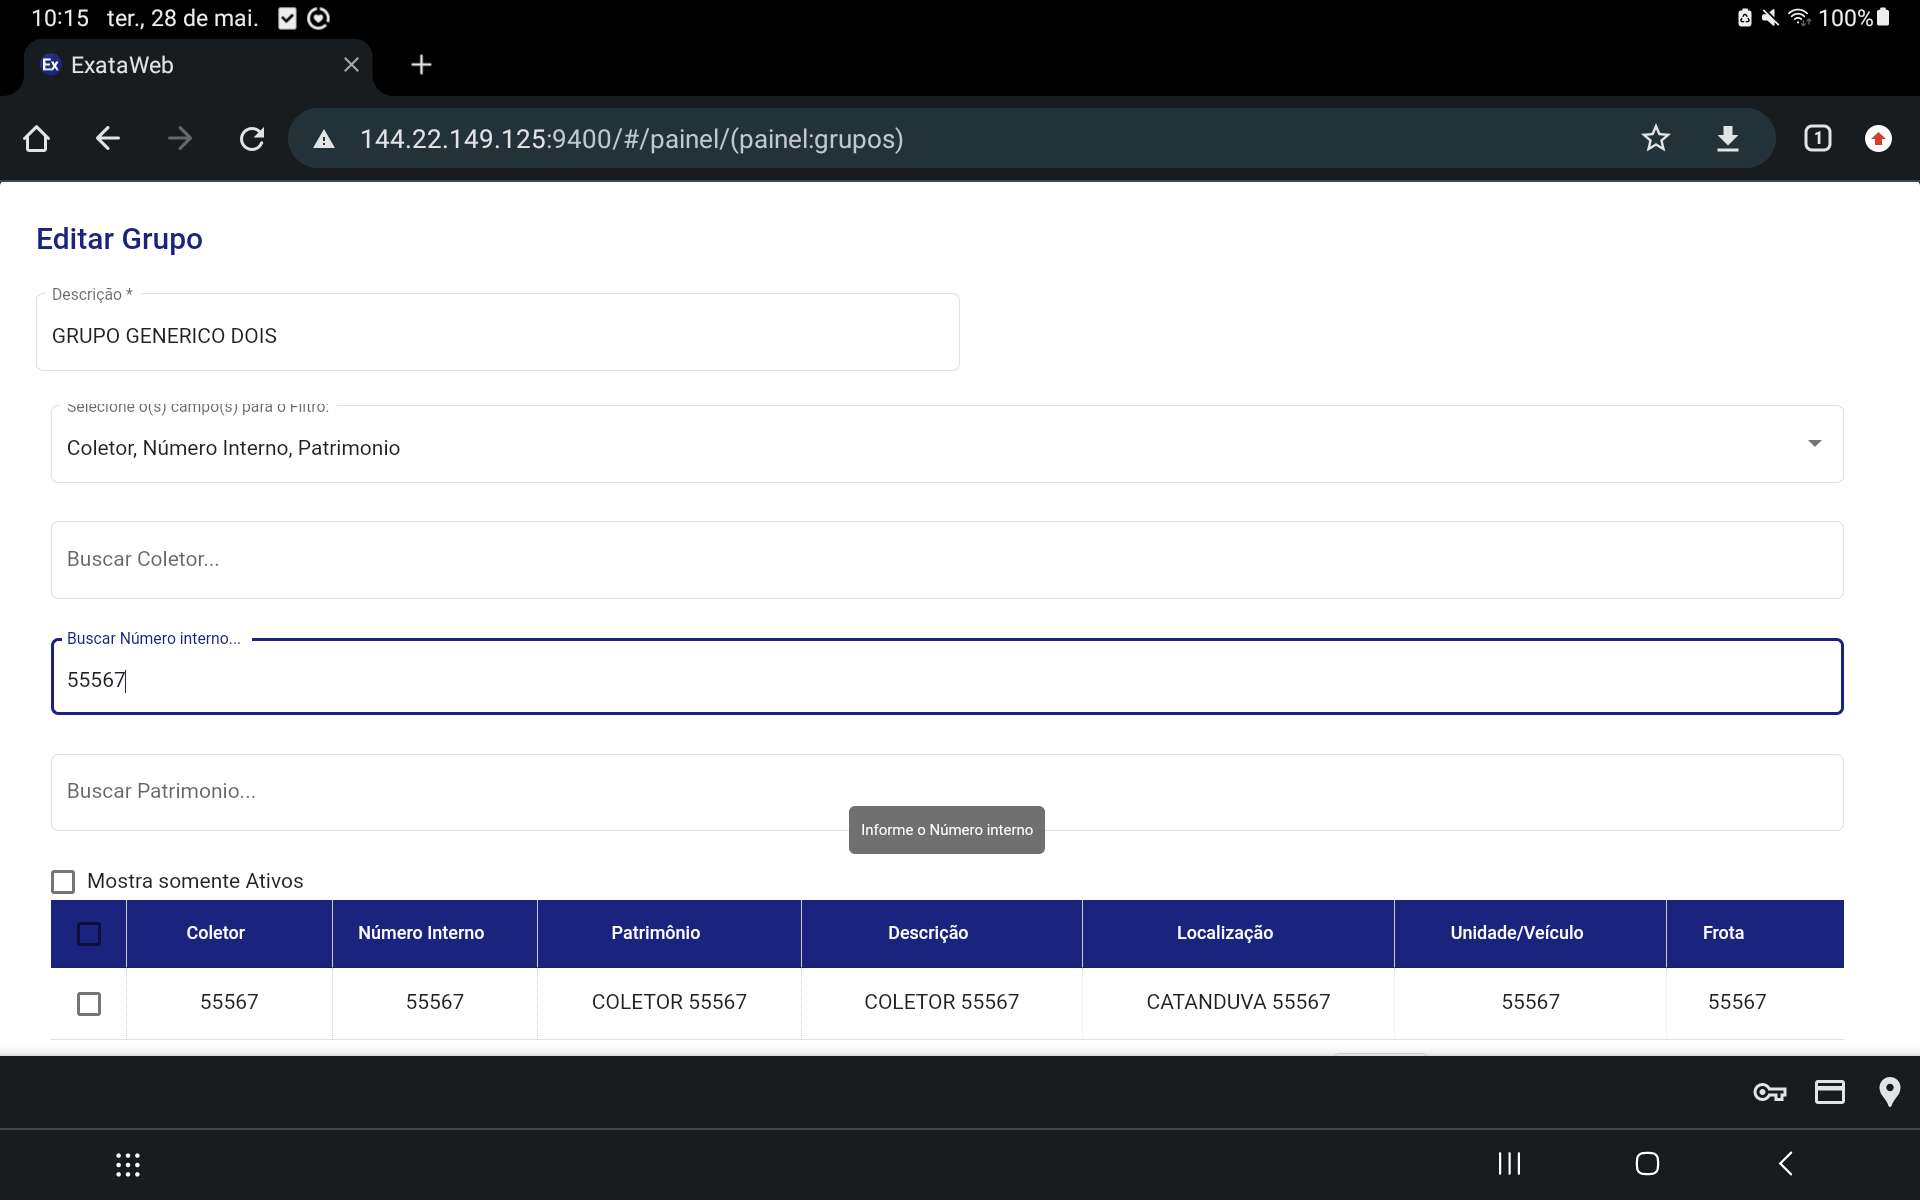 10:15 ter., 28 de mai. 100%
Ex ExataWeb
144.22.149.125:9400/#/painel/(painel:grupos) 1
Editar Grupo
Descrição *
GRUPO GENERICO DOIS
Selecione o(s) campo(s) para o Filtro:
Coletor, Número Interno, Patrimonio
Buscar Coletor...
Buscar Número interno...
55567
Buscar Patrimonio...
Informe o Número interno
Mostra somente Ativos
Coletor Número Interno Patrimônio Descrição Localização Unidade/Veículo Frota
55567 55567 COLETOR 55567 COLETOR 55567 CATANDUVA 55567 55567 55567